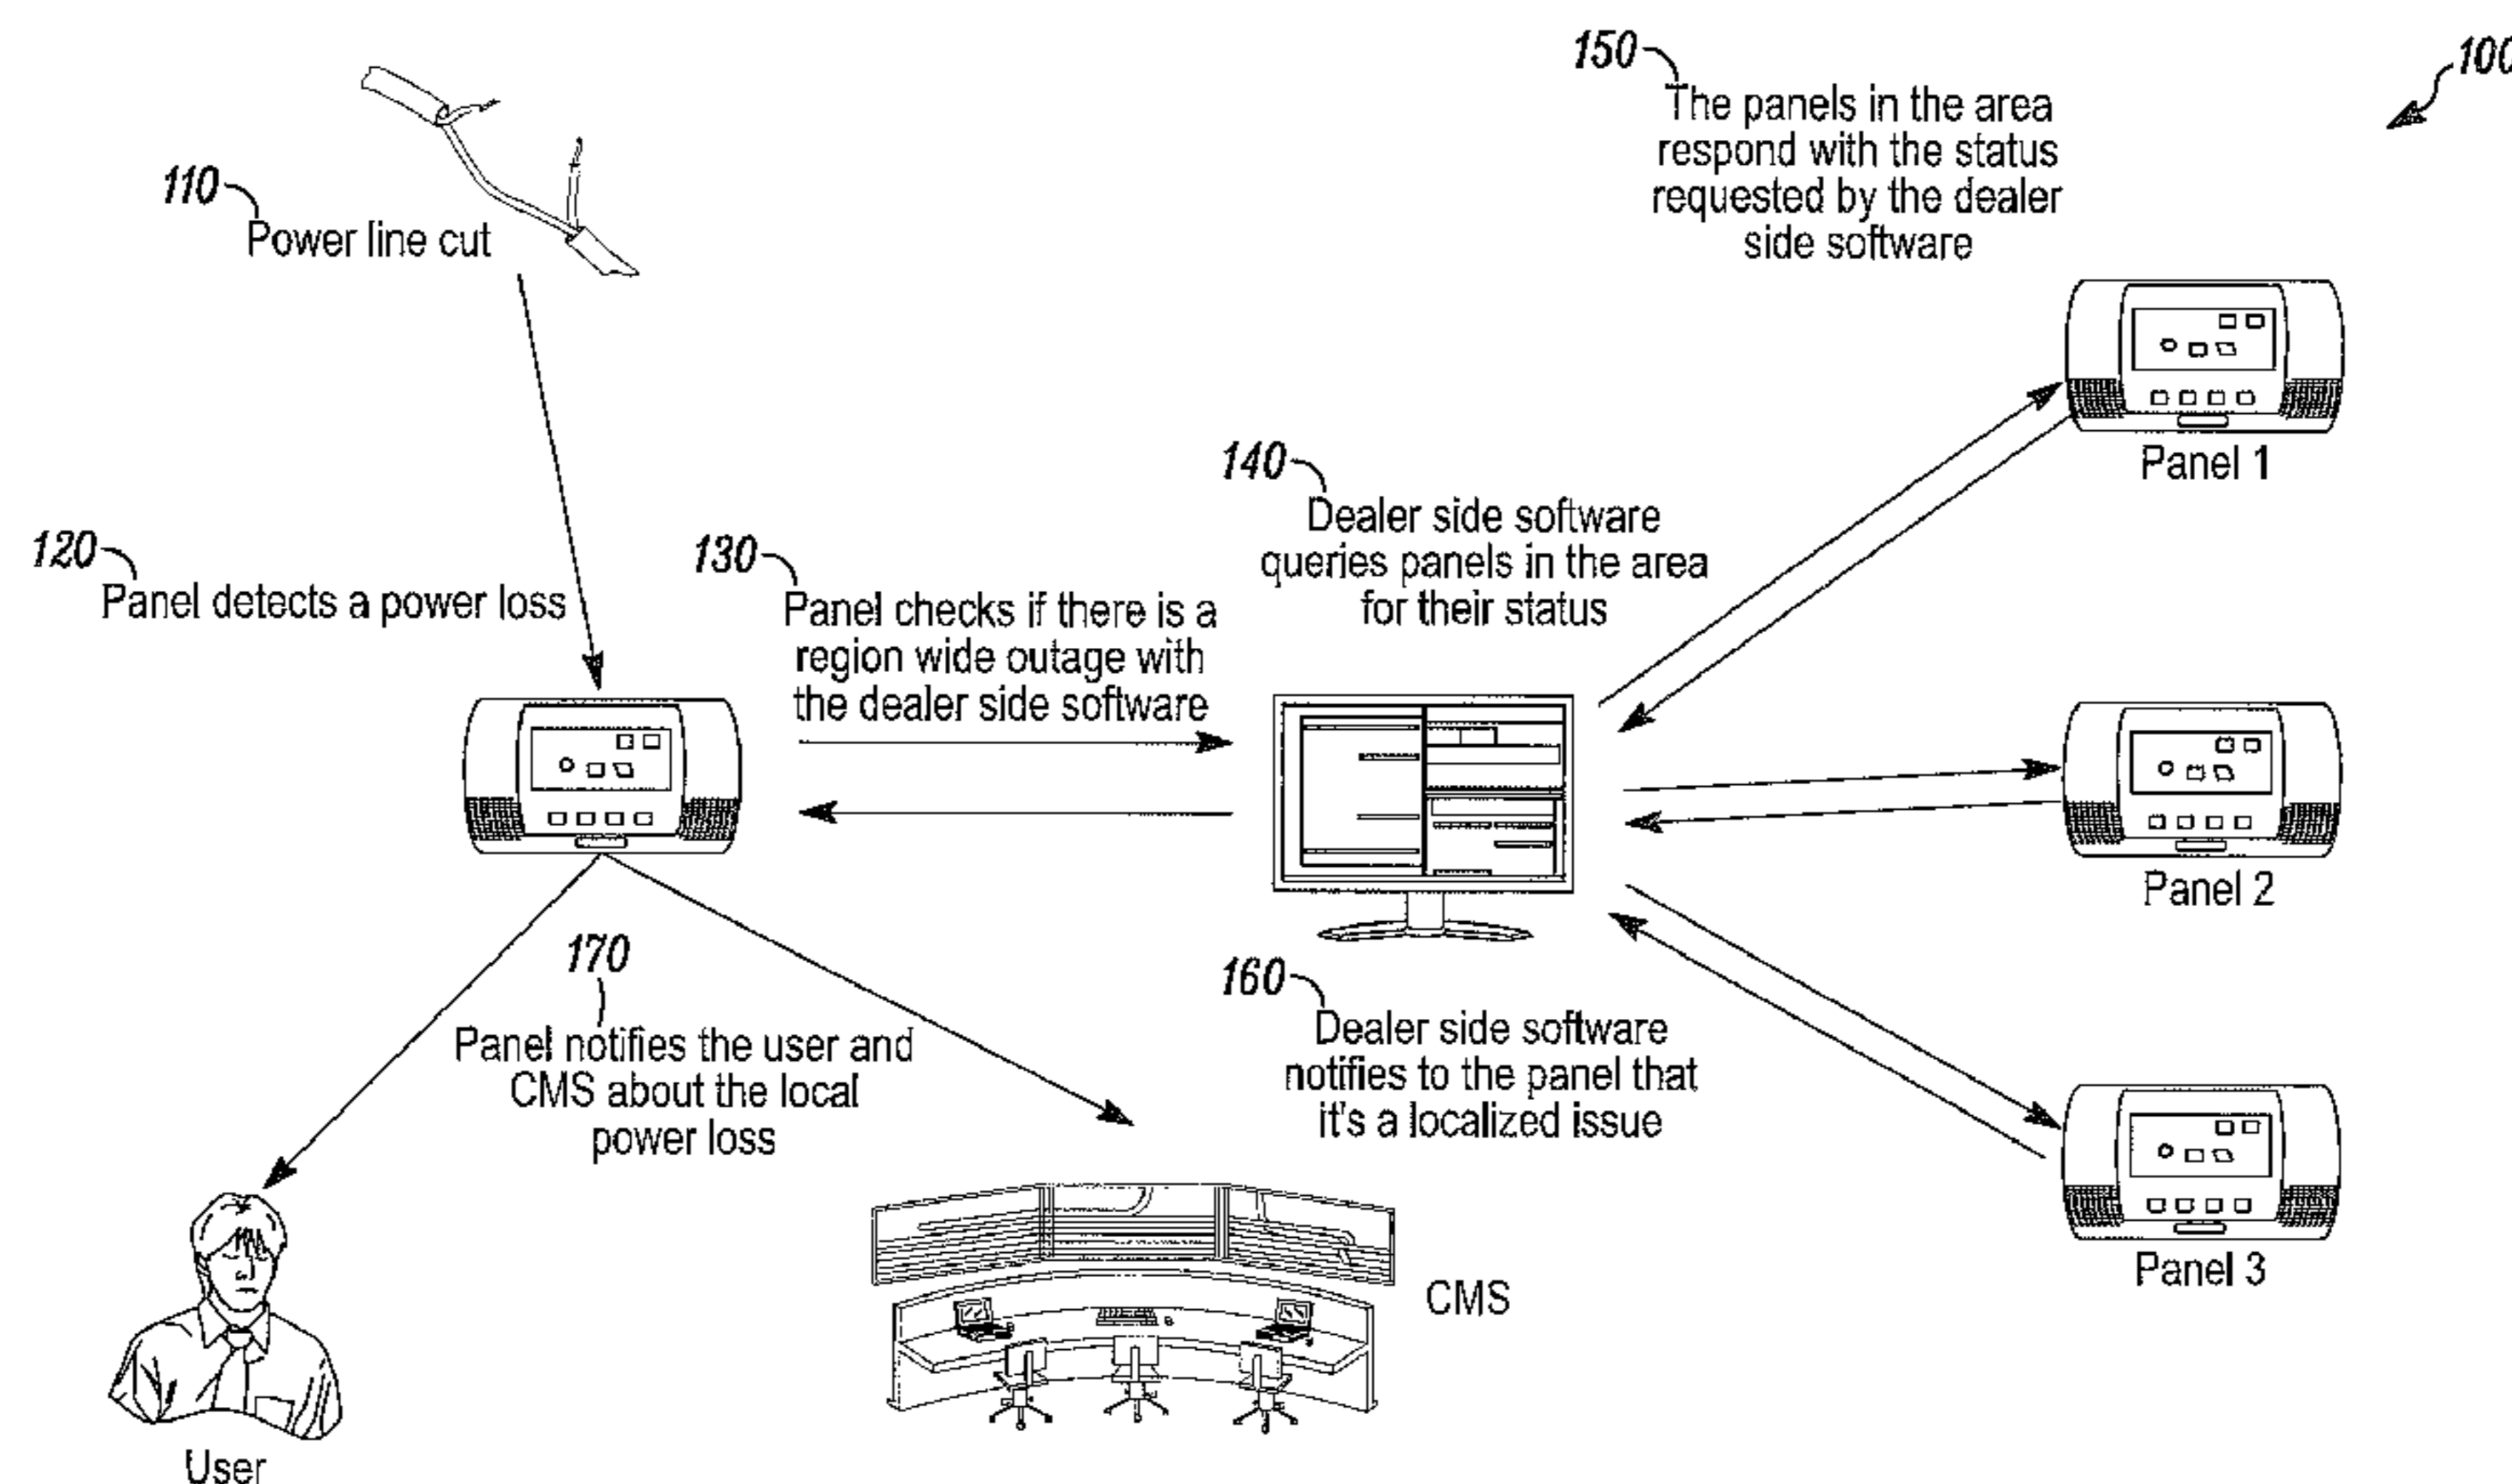 100
110
Power line cut
120
Panel detects a power loss
130
Panel checks if there is a
region wide outage with
the dealer side software
140
Dealer side software
queries panels in the area
for their status
150
The panels in the area
respond with the status
requested by the dealer
side software
Panel 1
Panel 2
Panel 3
160
Dealer side software
notifies to the panel that
it's a localized issue
170
Panel notifies the user and
CMS about the local
power loss
User
CMS